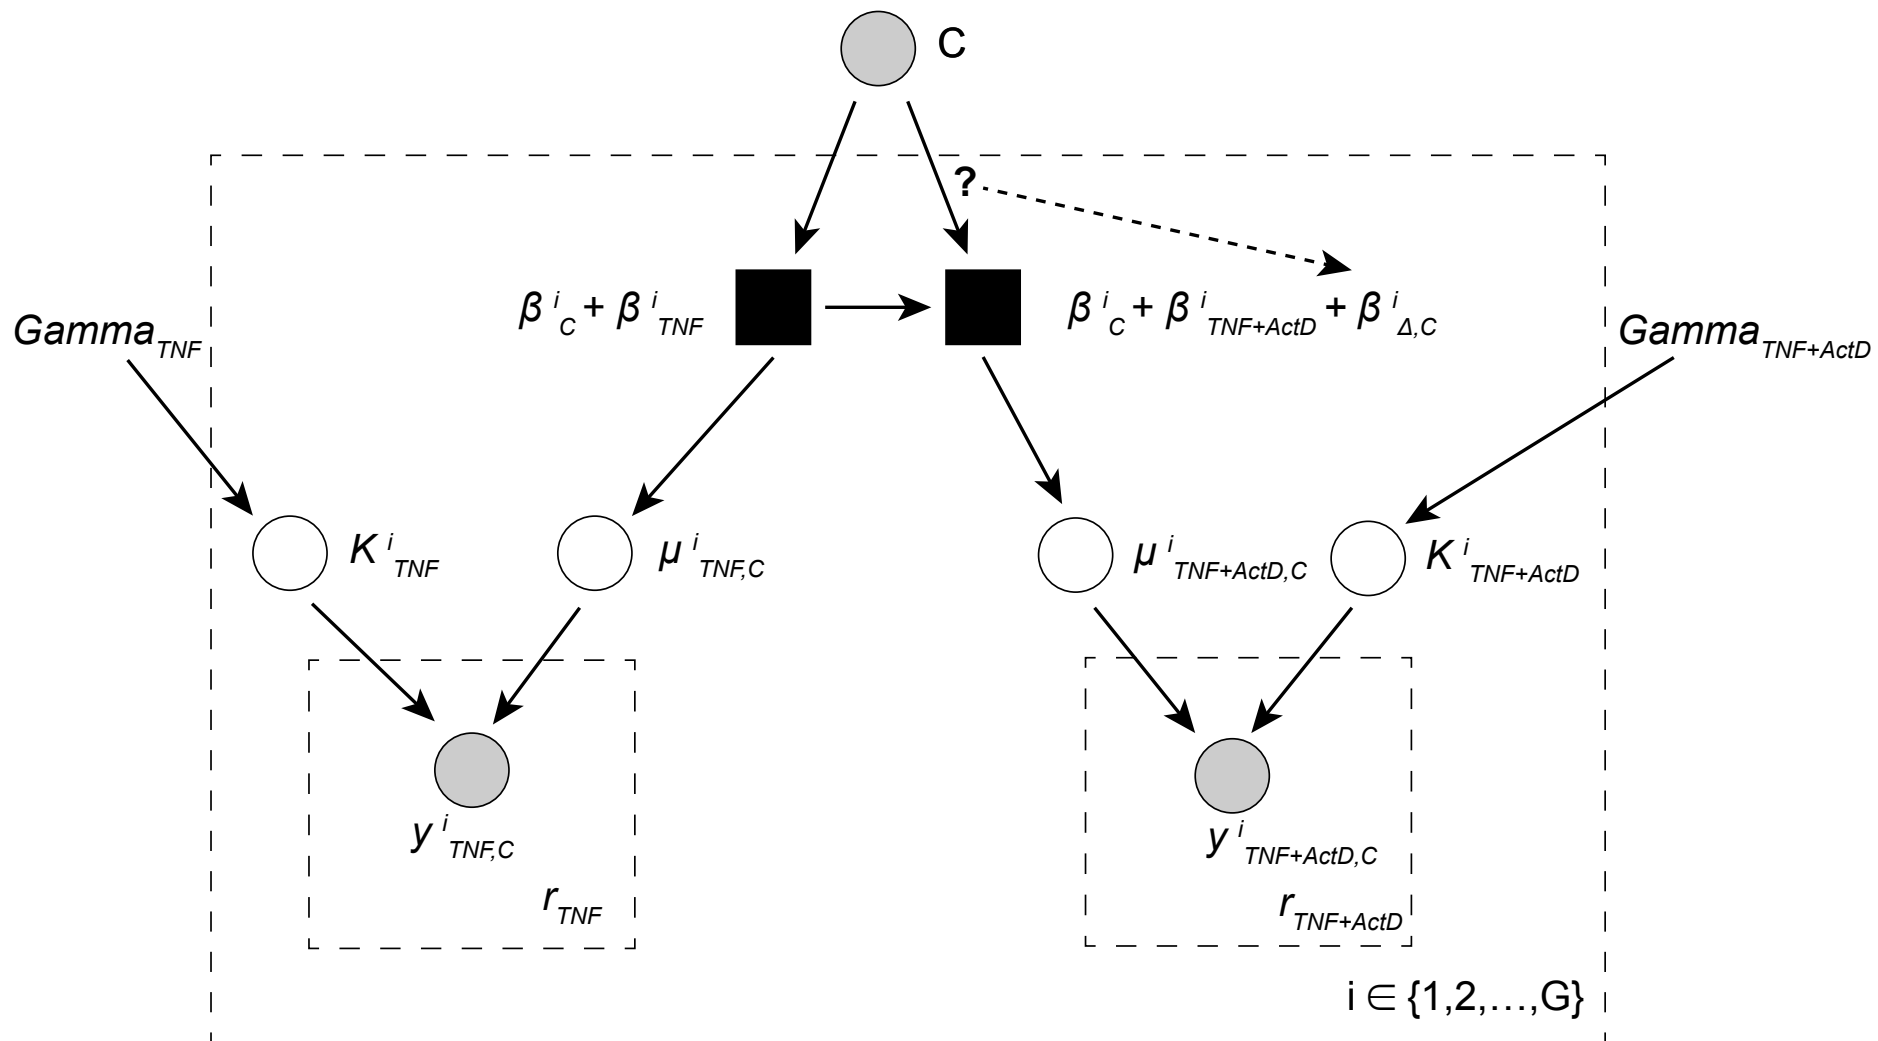 C
?
β^i_C + β^i_TNF
β^i_C + β^i_TNF+ActD + β^i_Δ,C
Gamma_TNF
Gamma_TNF+ActD
K^i_TNF
μ^i_TNF,C
μ^i_TNF+ActD,C
K^i_TNF+ActD
y^i_TNF,C
y^i_TNF+ActD,C
r_TNF
r_TNF+ActD
i ∈ {1,2,…,G}